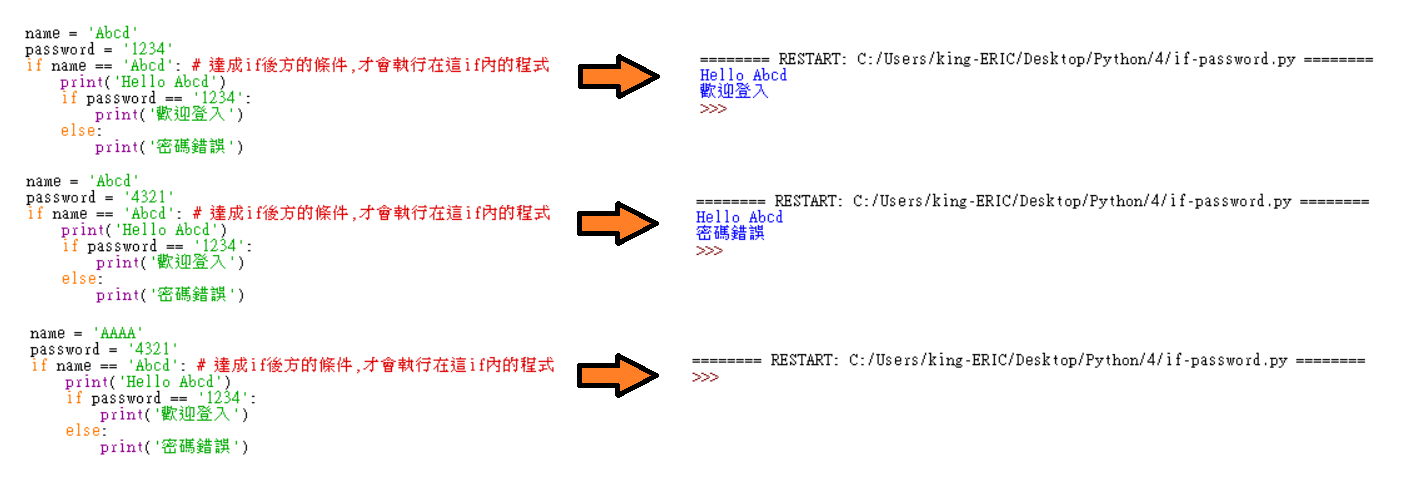 name = 'Abcd'
password = '1234'
if name == 'Abcd': # 達成if後方的條件,才會執行在這if內的程式
    print('Hello Abcd')
    if password == '1234':
        print('歡迎登入')
    else:
        print('密碼錯誤')
======== RESTART: C:/Users/king-ERIC/Desktop/Python/4/if-password.py ========
Hello Abcd
歡迎登入
>>>
name = 'Abcd'
password = '4321'
if name == 'Abcd': # 達成if後方的條件,才會執行在這if內的程式
    print('Hello Abcd')
    if password == '1234':
        print('歡迎登入')
    else:
        print('密碼錯誤')
======== RESTART: C:/Users/king-ERIC/Desktop/Python/4/if-password.py ========
Hello Abcd
密碼錯誤
>>>
name = 'AAAA'
password = '4321'
if name == 'Abcd': # 達成if後方的條件,才會執行在這if內的程式
    print('Hello Abcd')
    if password == '1234':
        print('歡迎登入')
    else:
        print('密碼錯誤')
======== RESTART: C:/Users/king-ERIC/Desktop/Python/4/if-password.py ========
>>>